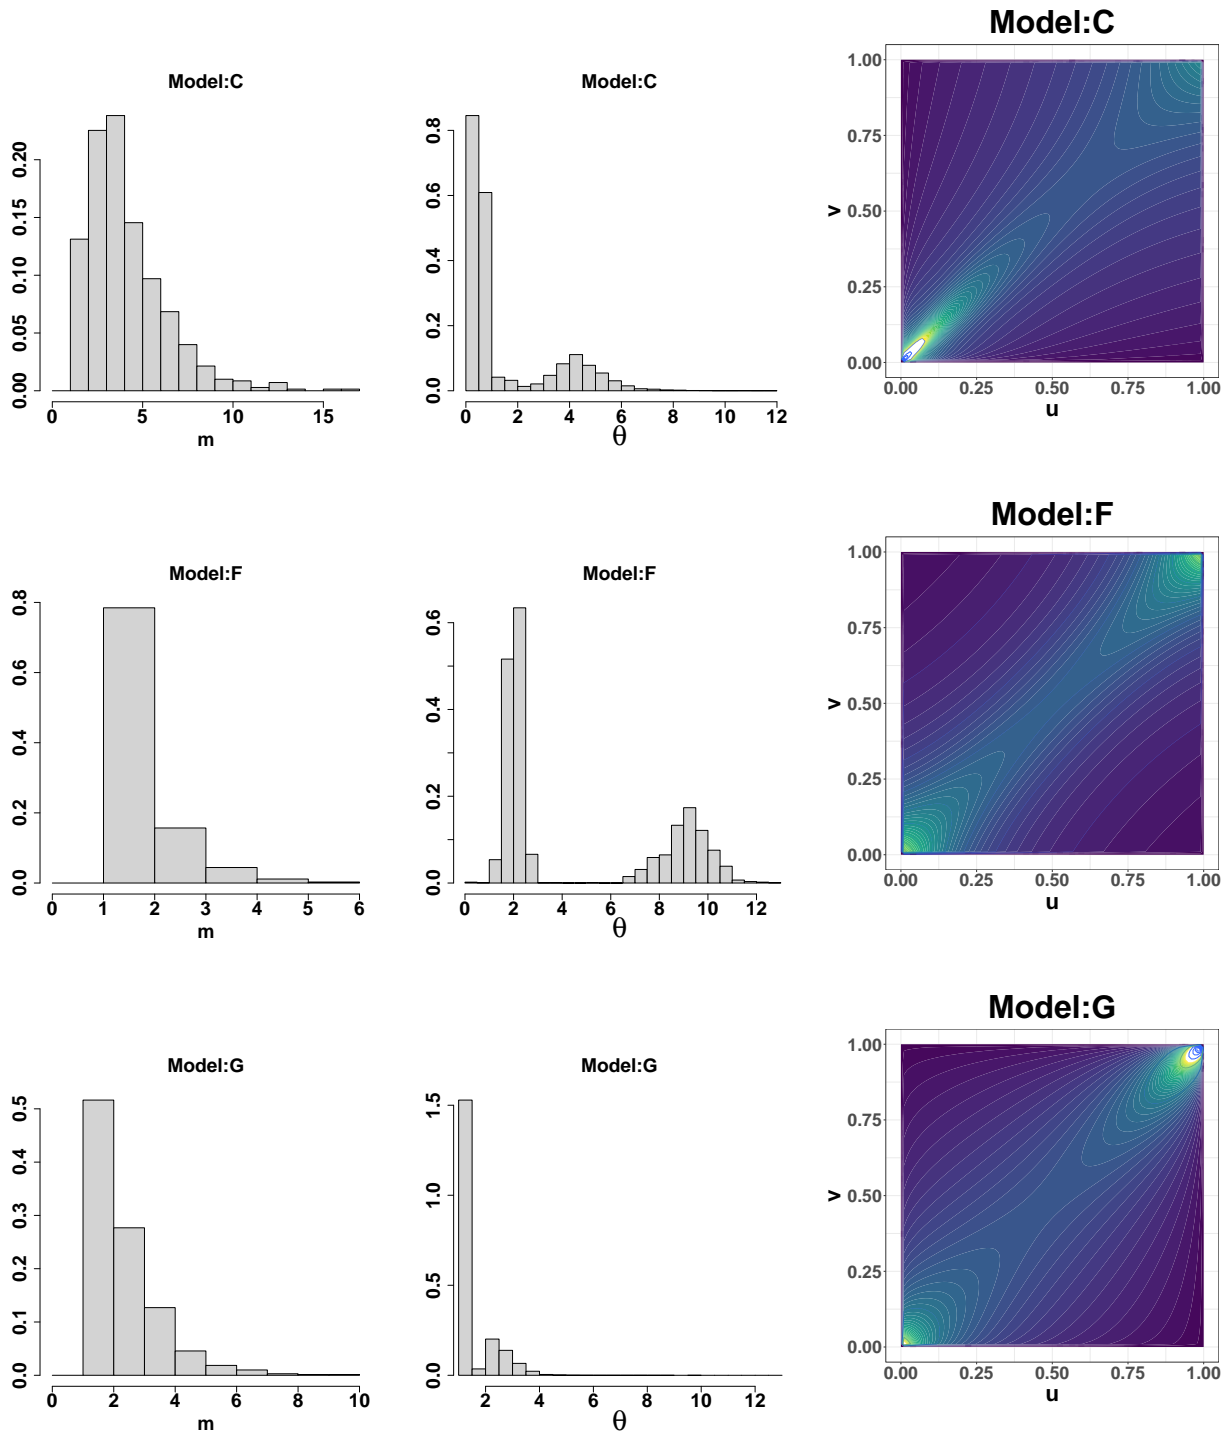 Model:C
0.00 0.05 0.10 0.15 0.20
0 5 10 15
m
Model:C
0.0 0.2 0.4 0.6 0.8
0 2 4 6 8 10 12
θ
Model:C
1.00
0.75
0.50
0.25
0.00
v
0.00 0.25 0.50 0.75 1.00
u
Model:F
0.0 0.2 0.4 0.6 0.8
0 1 2 3 4 5 6
m
Model:F
0.0 0.2 0.4 0.6
0 2 4 6 8 10 12
θ
Model:F
1.00
0.75
0.50
0.25
0.00
v
0.00 0.25 0.50 0.75 1.00
u
Model:G
0.0 0.1 0.2 0.3 0.4 0.5
0 2 4 6 8 10
m
Model:G
0.0 0.5 1.0 1.5
2 4 6 8 10 12
θ
Model:G
1.00
0.75
0.50
0.25
0.00
v
0.00 0.25 0.50 0.75 1.00
u